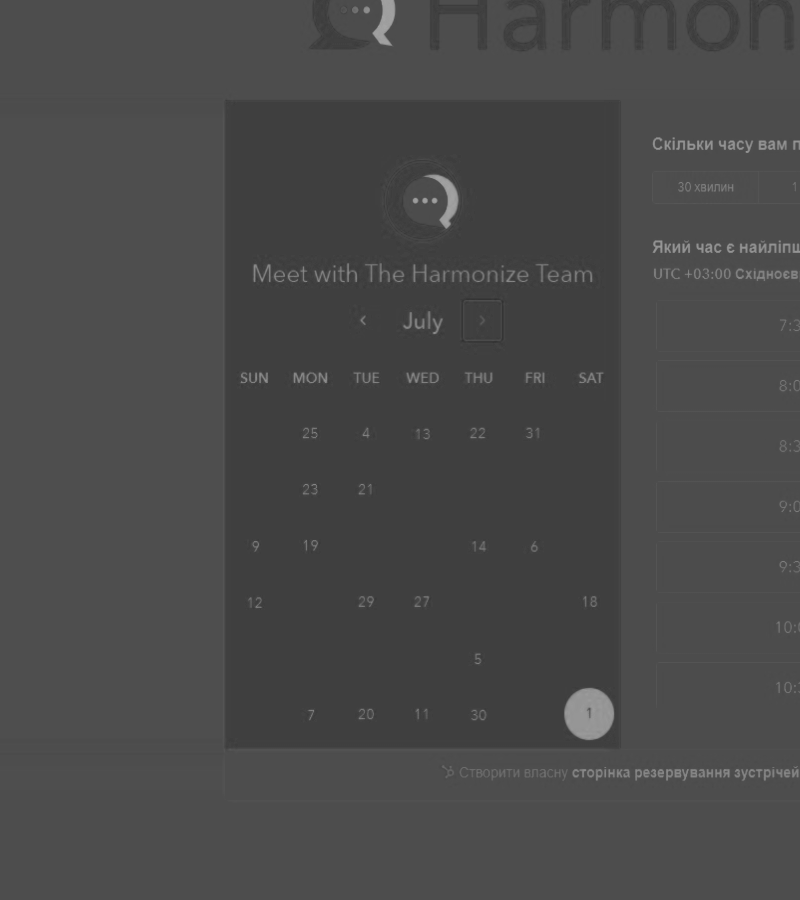 Harmon
Meet with The Harmonize Team
July
SUN MON TUE WED THU FRI SAT
25 4 13 22 31
23 21
9 19 14 6
12 29 27 18
5
7 20 11 30 1
Скільки часу вам п
30 хвилин 1
Який час є найліпш
UTC +03:00 Східноєв
7:3
8:0
8:3
9:0
9:3
10:0
10:
Створити власну сторінка резервування зустрічей